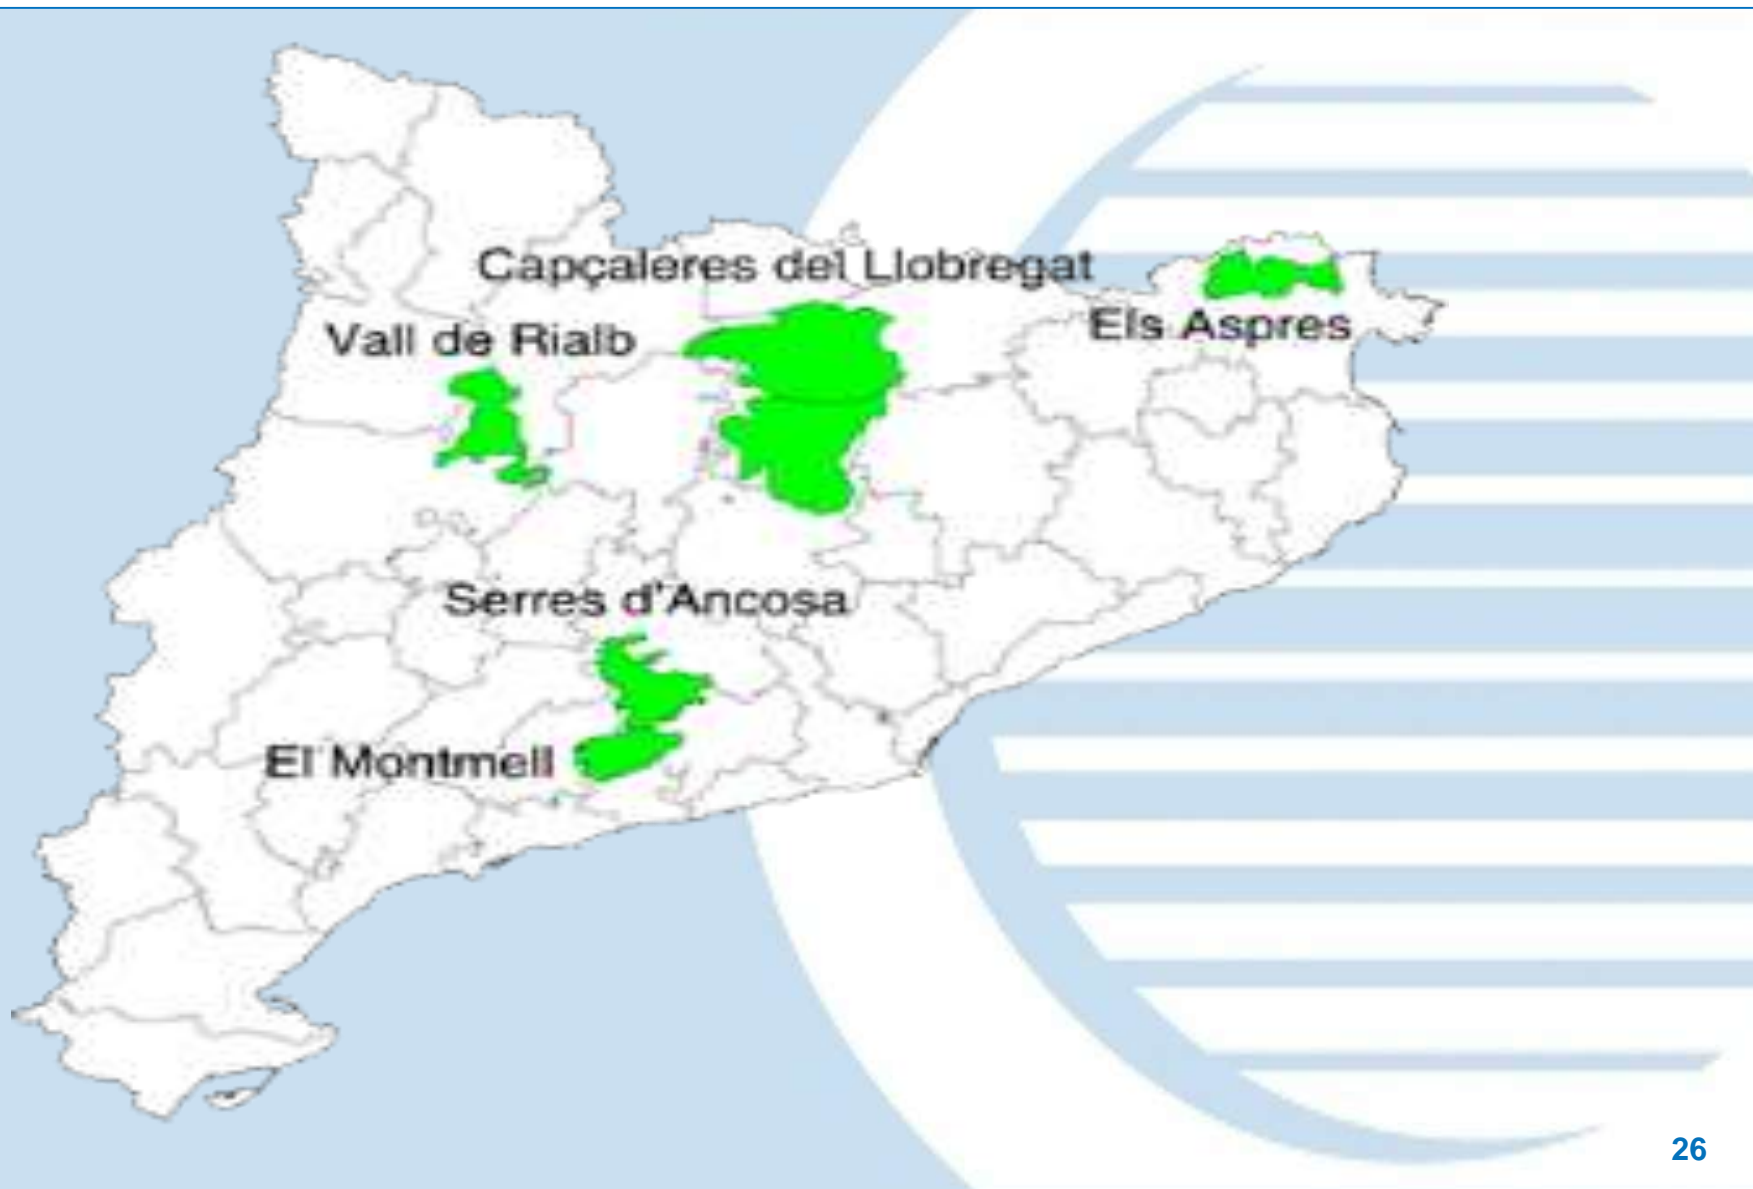 Capçaleres del Llobregat
Els Aspres
Vall de Rialb
Serres d'Ancosa
El Montmell
26